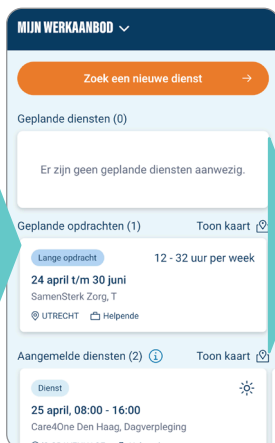 MIJN WERKAANBOD
Zoek een nieuwe dienst →
Geplande diensten (0)
Er zijn geen geplande diensten aanwezig.
Geplande opdrachten (1) Toon kaart
Lange opdracht 12 - 32 uur per week
24 april t/m 30 juni
SamenSterk Zorg, T
UTRECHT Helpende
Aangemelde diensten (2) Toon kaart
Dienst
25 april, 08:00 - 16:00
Care4One Den Haag, Dagverpleging